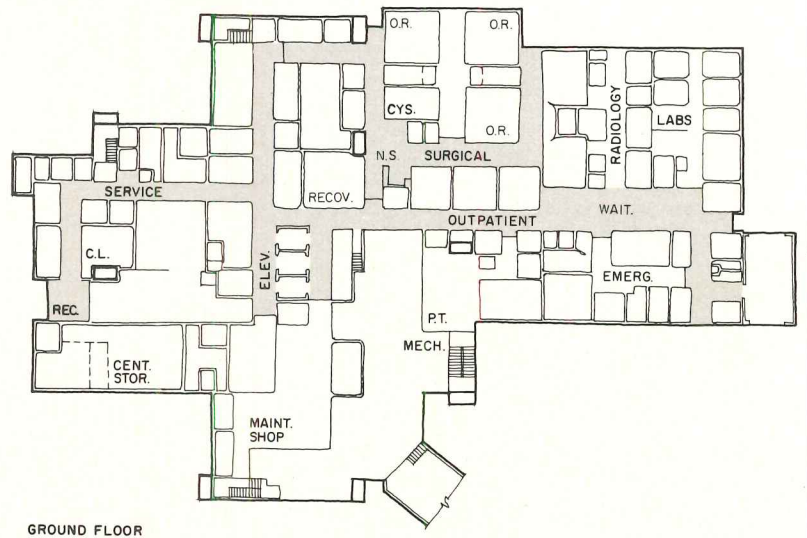 O.R.
O.R.
CYS.
O.R.
RADIOLOGY
LABS
N.S.
SURGICAL
SERVICE
RECOV.
OUTPATIENT
WAIT.
C.L.
ELEV.
EMERG.
REC.
P.T.
MECH.
CENT.
STOR.
MAINT.
SHOP
GROUND FLOOR